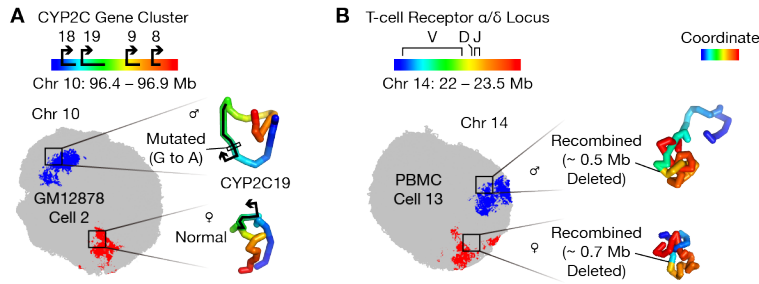 A
CYP2C Gene Cluster
18 19 9 8
Chr 10: 96.4 – 96.9 Mb
Chr 10
♂
Mutated
(G to A)
CYP2C19
GM12878
Cell 2
♀
Normal
B
T-cell Receptor α/δ Locus
V D J
Chr 14: 22 – 23.5 Mb
Coordinate
Chr 14
PBMC
Cell 13
♂
Recombined
(~ 0.5 Mb
Deleted)
♀
Recombined
(~ 0.7 Mb
Deleted)